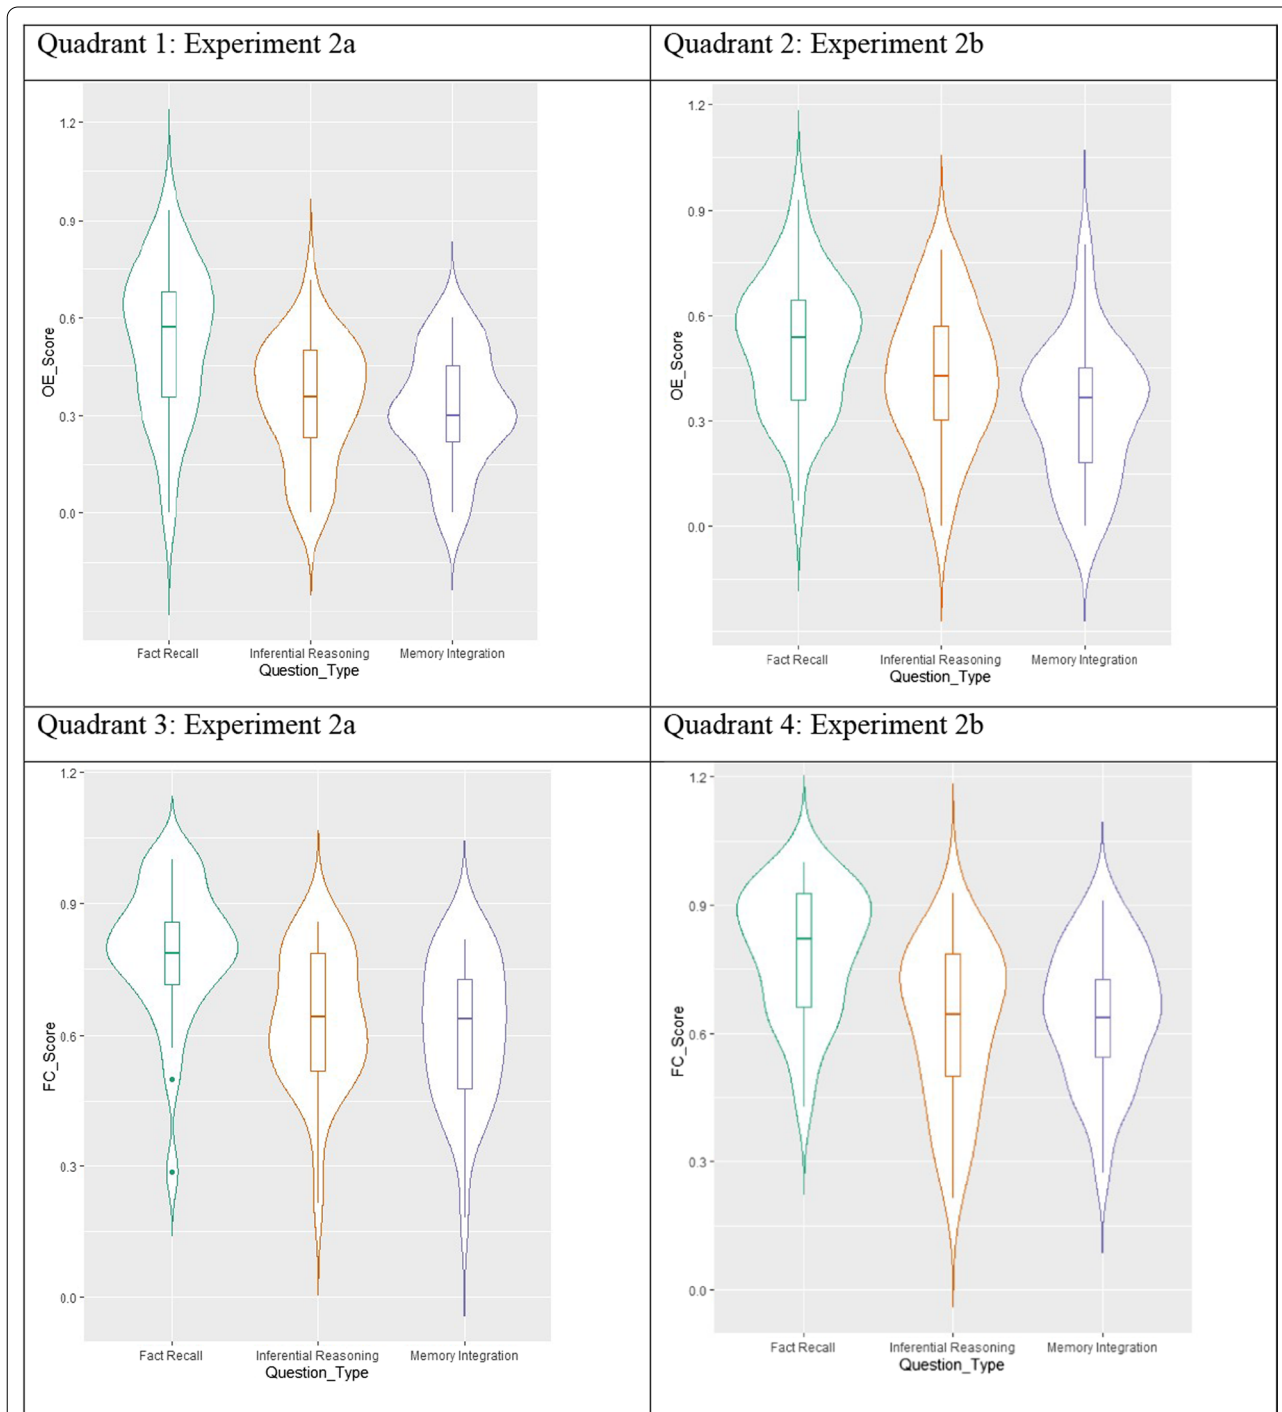 Quadrant 1: Experiment 2a
Quadrant 2: Experiment 2b
1.2
0.9
0.6
0.3
0.0
OE_Score
Fact Recall Inferential Reasoning Memory Integration
Question_Type
1.2
0.9
0.6
0.3
0.0
OE_Score
Fact Recall Inferential Reasoning Memory Integration
Question_Type
Quadrant 3: Experiment 2a
Quadrant 4: Experiment 2b
1.2
0.9
0.6
0.3
0.0
FC_Score
Fact Recall Inferential Reasoning Memory Integration
Question_Type
1.2
0.9
0.6
0.3
0.0
FC_Score
Fact Recall Inferential Reasoning Memory Integration
Question_Type